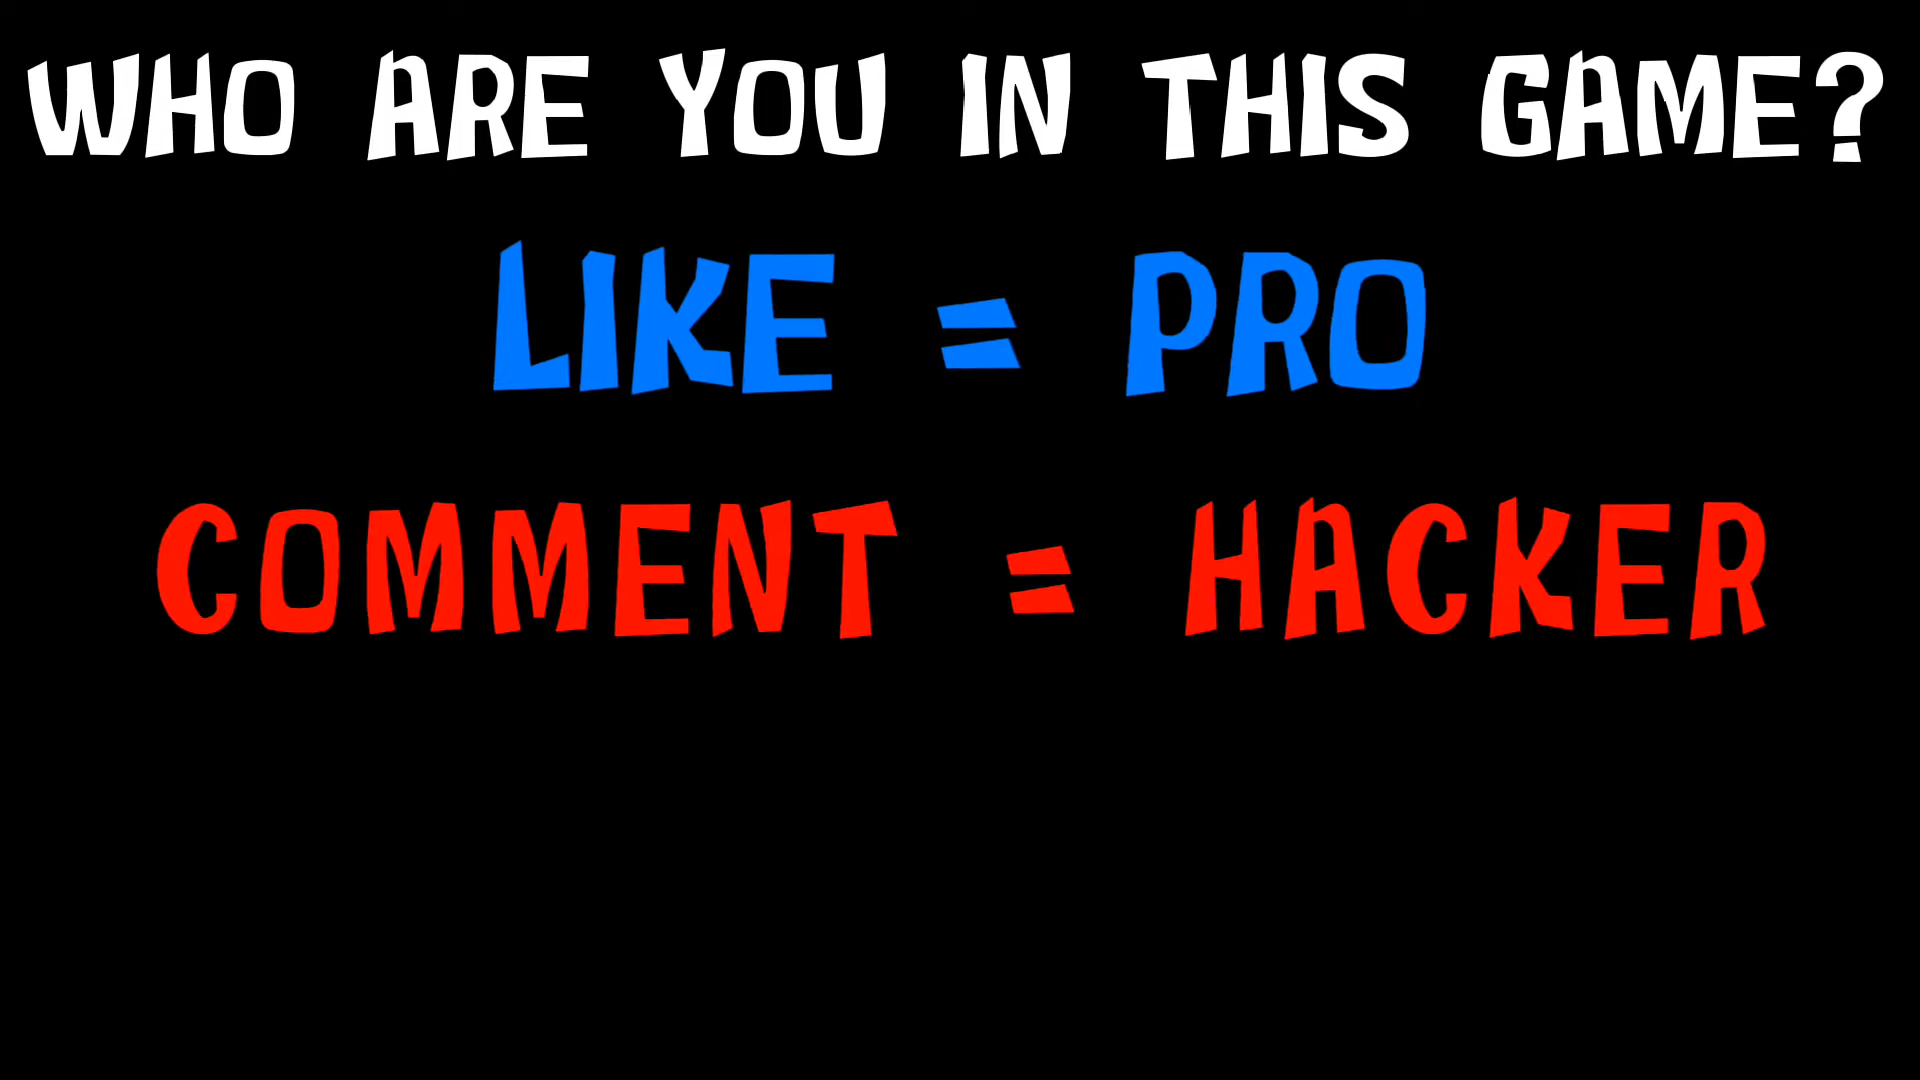 WHO ARE YOU IN THIS GAME?
LIKE = PRO
COMMENT = HACKER